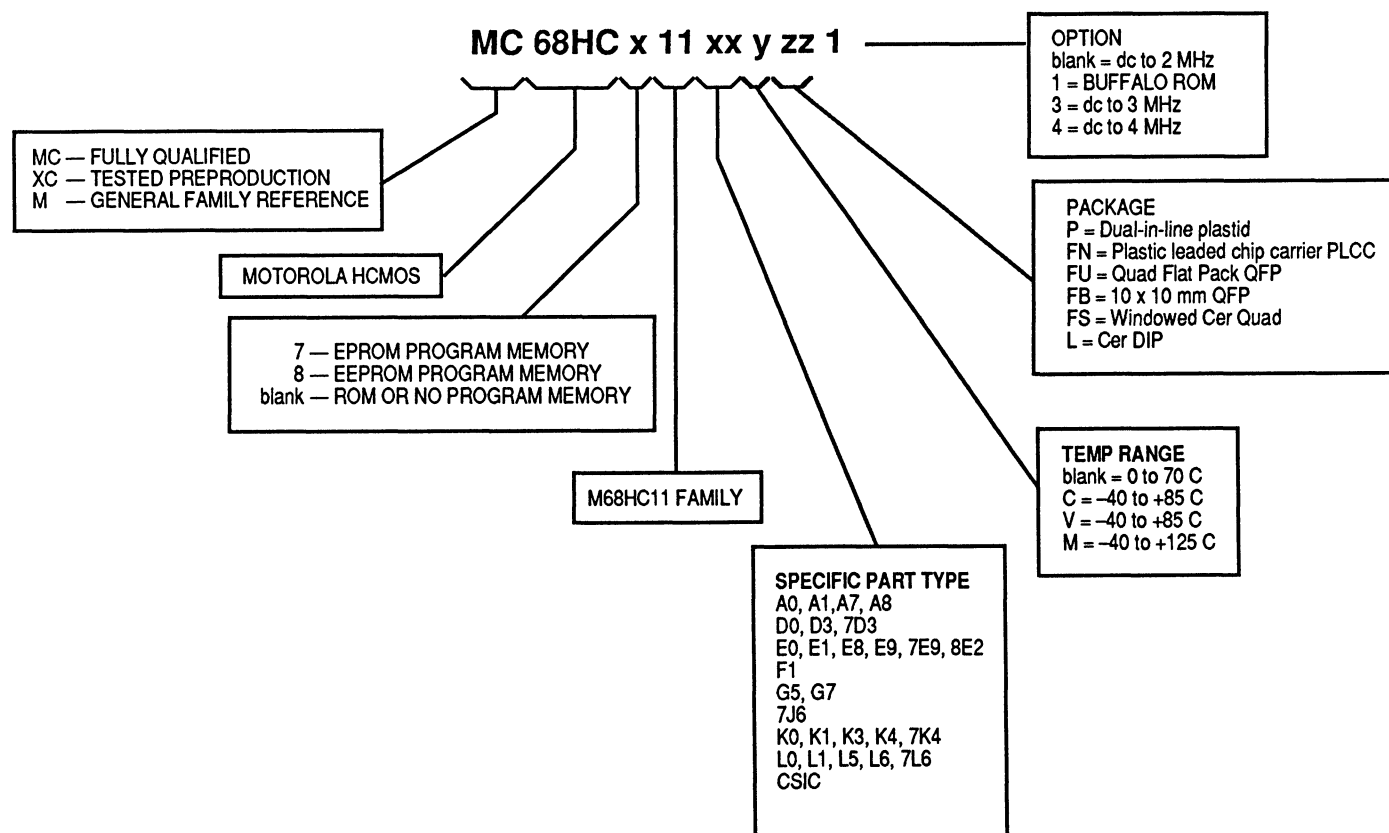 MC 68HC x 11 xx y zz 1
OPTION
blank = dc to 2 MHz
1 = BUFFALO ROM
3 = dc to 3 MHz
4 = dc to 4 MHz
MC — FULLY QUALIFIED
XC — TESTED PREPRODUCTION
M — GENERAL FAMILY REFERENCE
PACKAGE
P = Dual-in-line plastid
FN = Plastic leaded chip carrier PLCC
FU = Quad Flat Pack QFP
FB = 10 x 10 mm QFP
FS = Windowed Cer Quad
L = Cer DIP
MOTOROLA HCMOS
7 — EPROM PROGRAM MEMORY
8 — EEPROM PROGRAM MEMORY
blank — ROM OR NO PROGRAM MEMORY
TEMP RANGE
blank = 0 to 70 C
C = –40 to +85 C
V = –40 to +85 C
M = –40 to +125 C
M68HC11 FAMILY
SPECIFIC PART TYPE
A0, A1,A7, A8
D0, D3, 7D3
E0, E1, E8, E9, 7E9, 8E2
F1
G5, G7
7J6
K0, K1, K3, K4, 7K4
L0, L1, L5, L6, 7L6
CSIC